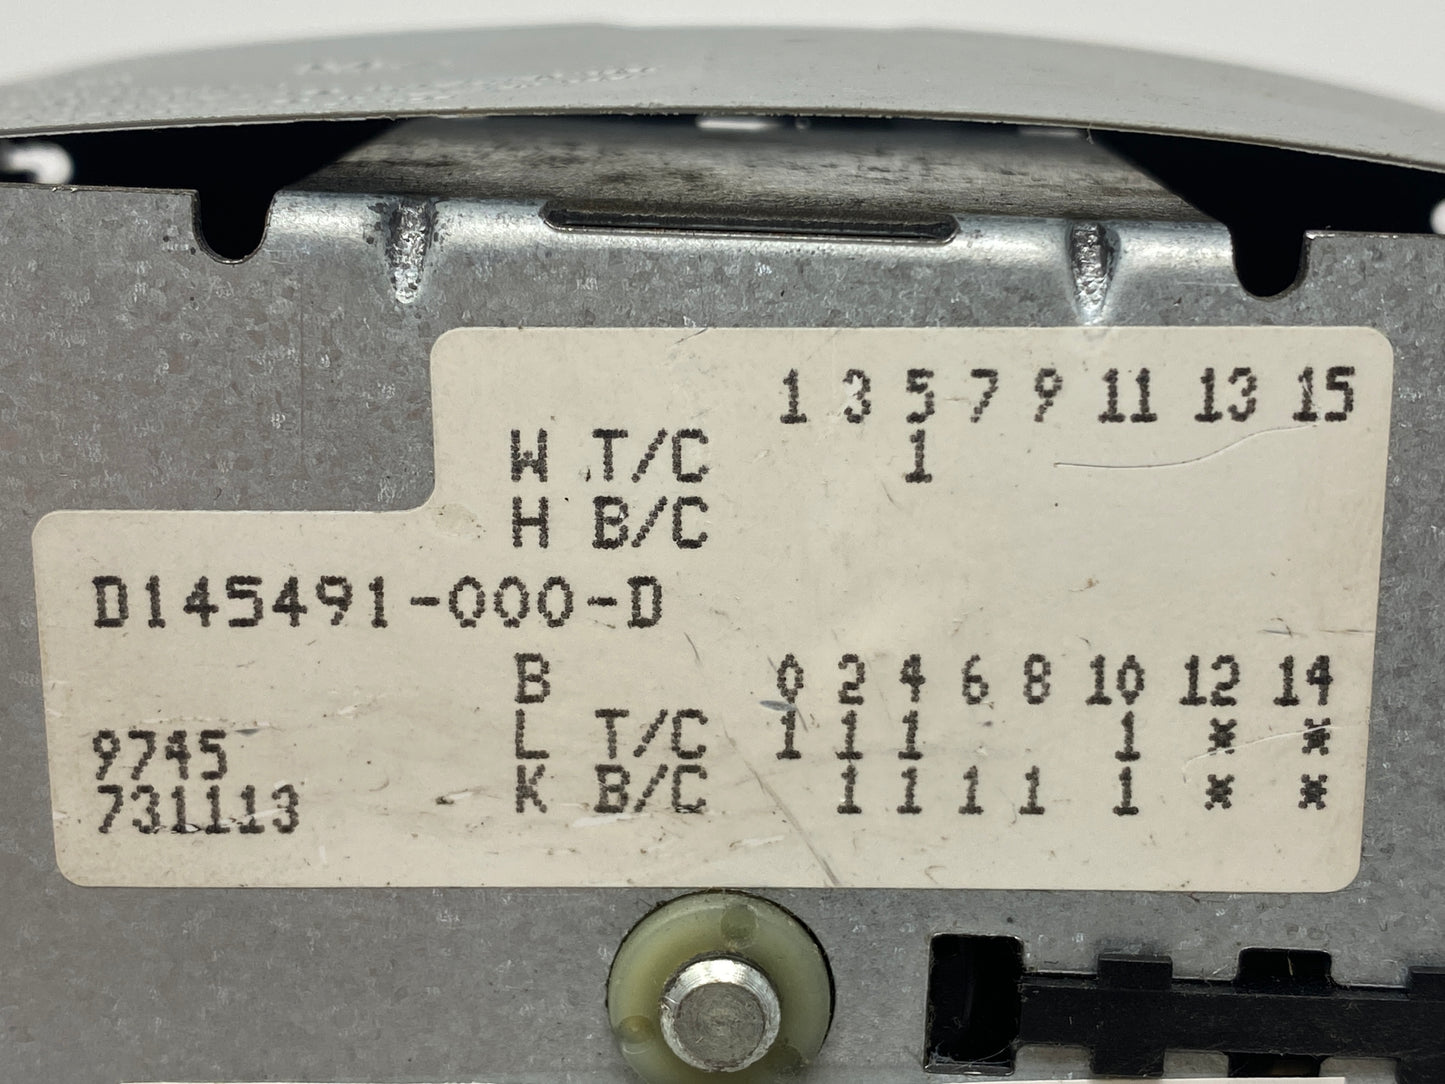 1 3 5 7 9 11 13 15
W T/C 1
H B/C
D145491-000-D
B 0 2 4 6 8 10 12 14
L T/C 1 1 1 1 * *
9745
K B/C 1 1 1 1 1 * *
731113